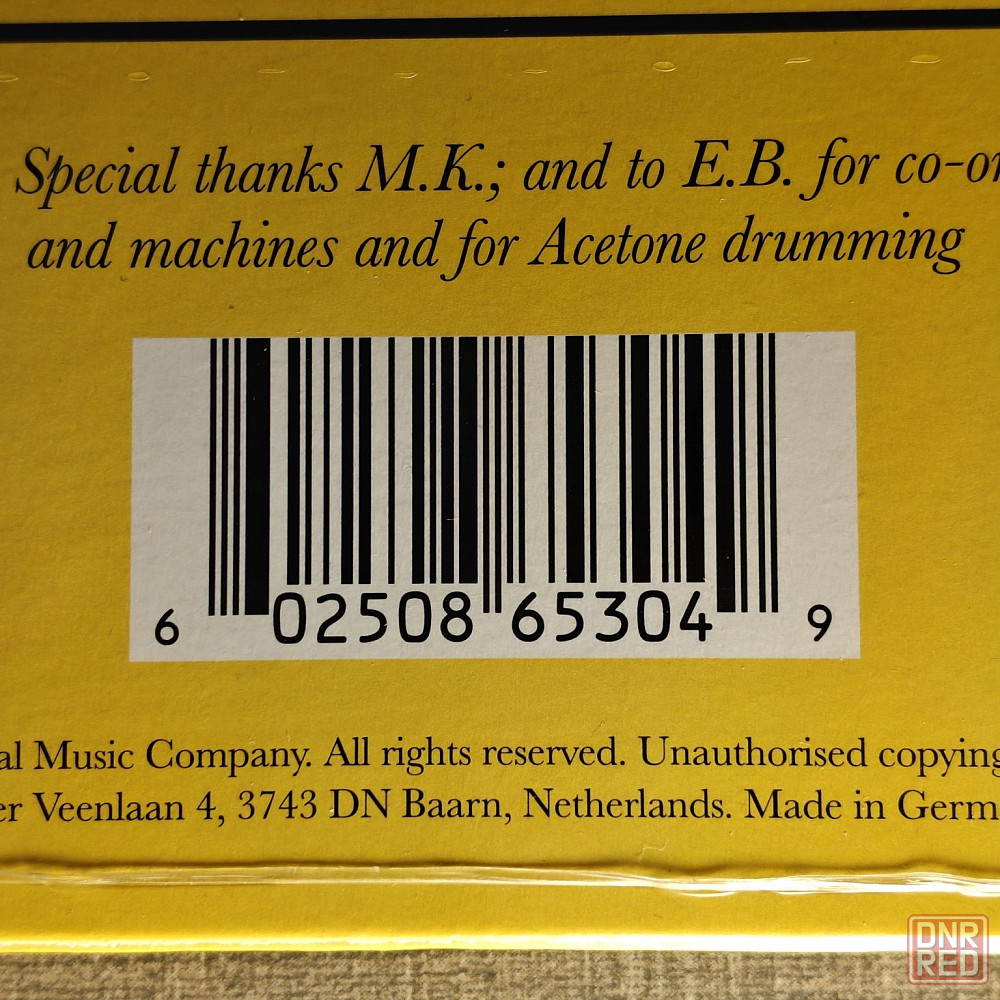 Special thanks M.K.; and to E.B. for co-or
and machines and for Acetone drumming
6 02508 65304 9
al Music Company. All rights reserved. Unauthorised copying
er Veenlaan 4, 3743 DN Baarn, Netherlands. Made in Germ
DNR
RED